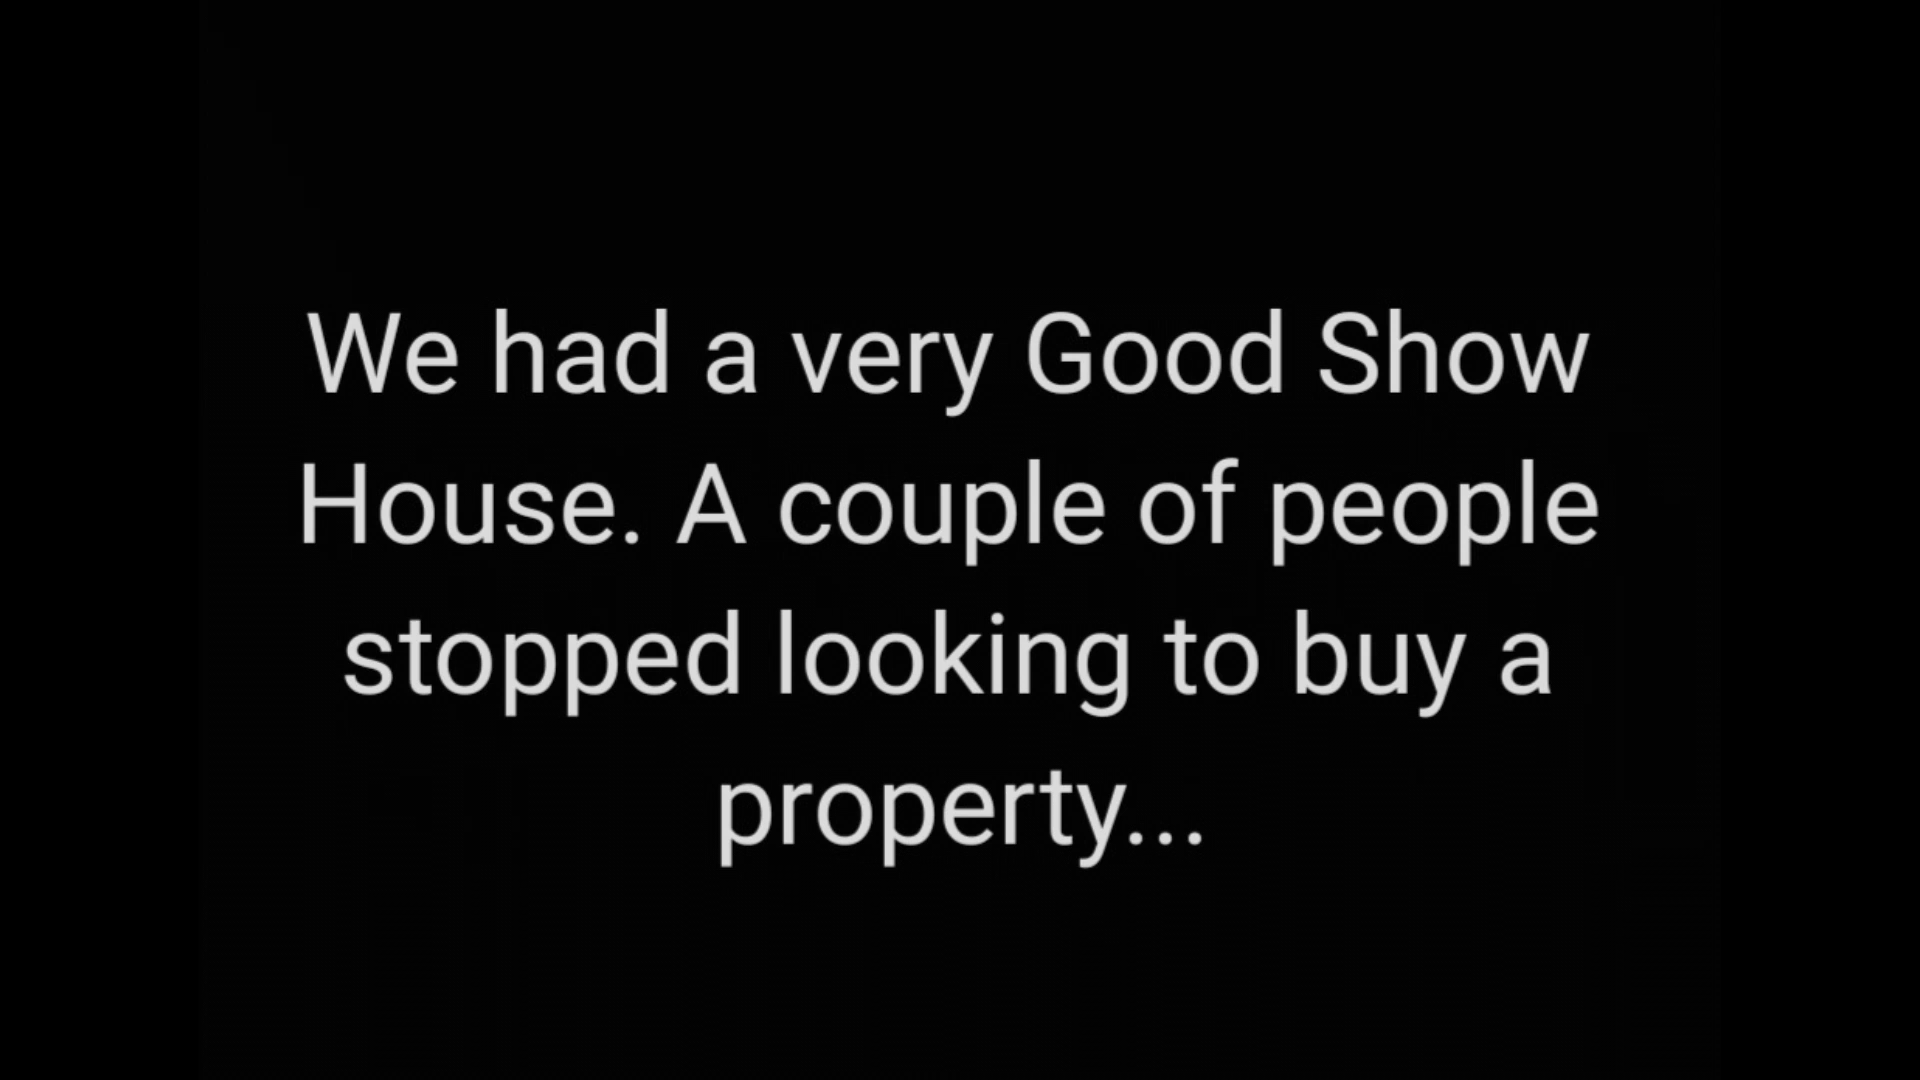 We had a very Good Show
House. A couple of people
stopped looking to buy a
property...